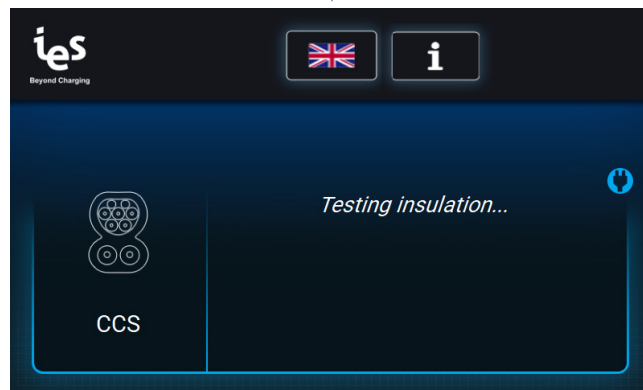 ies
Beyond Charging
i
Testing insulation...
CCS